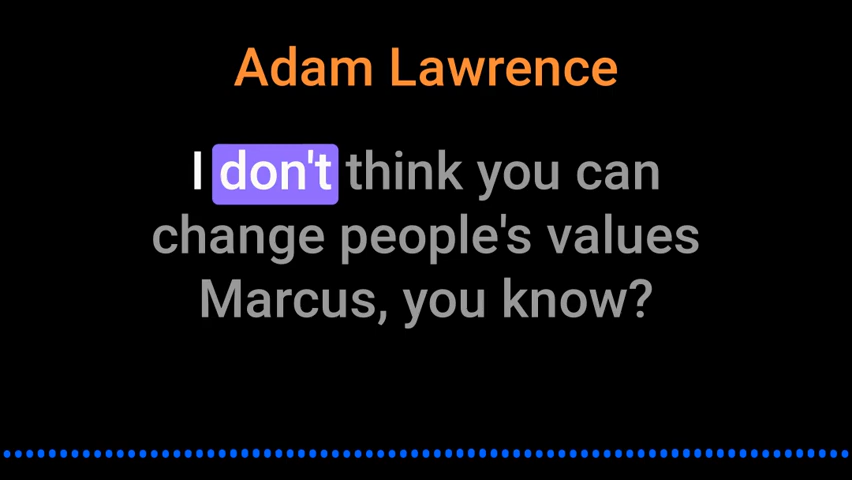 Adam Lawrence
I don't think you can
change people's values
Marcus, you know?